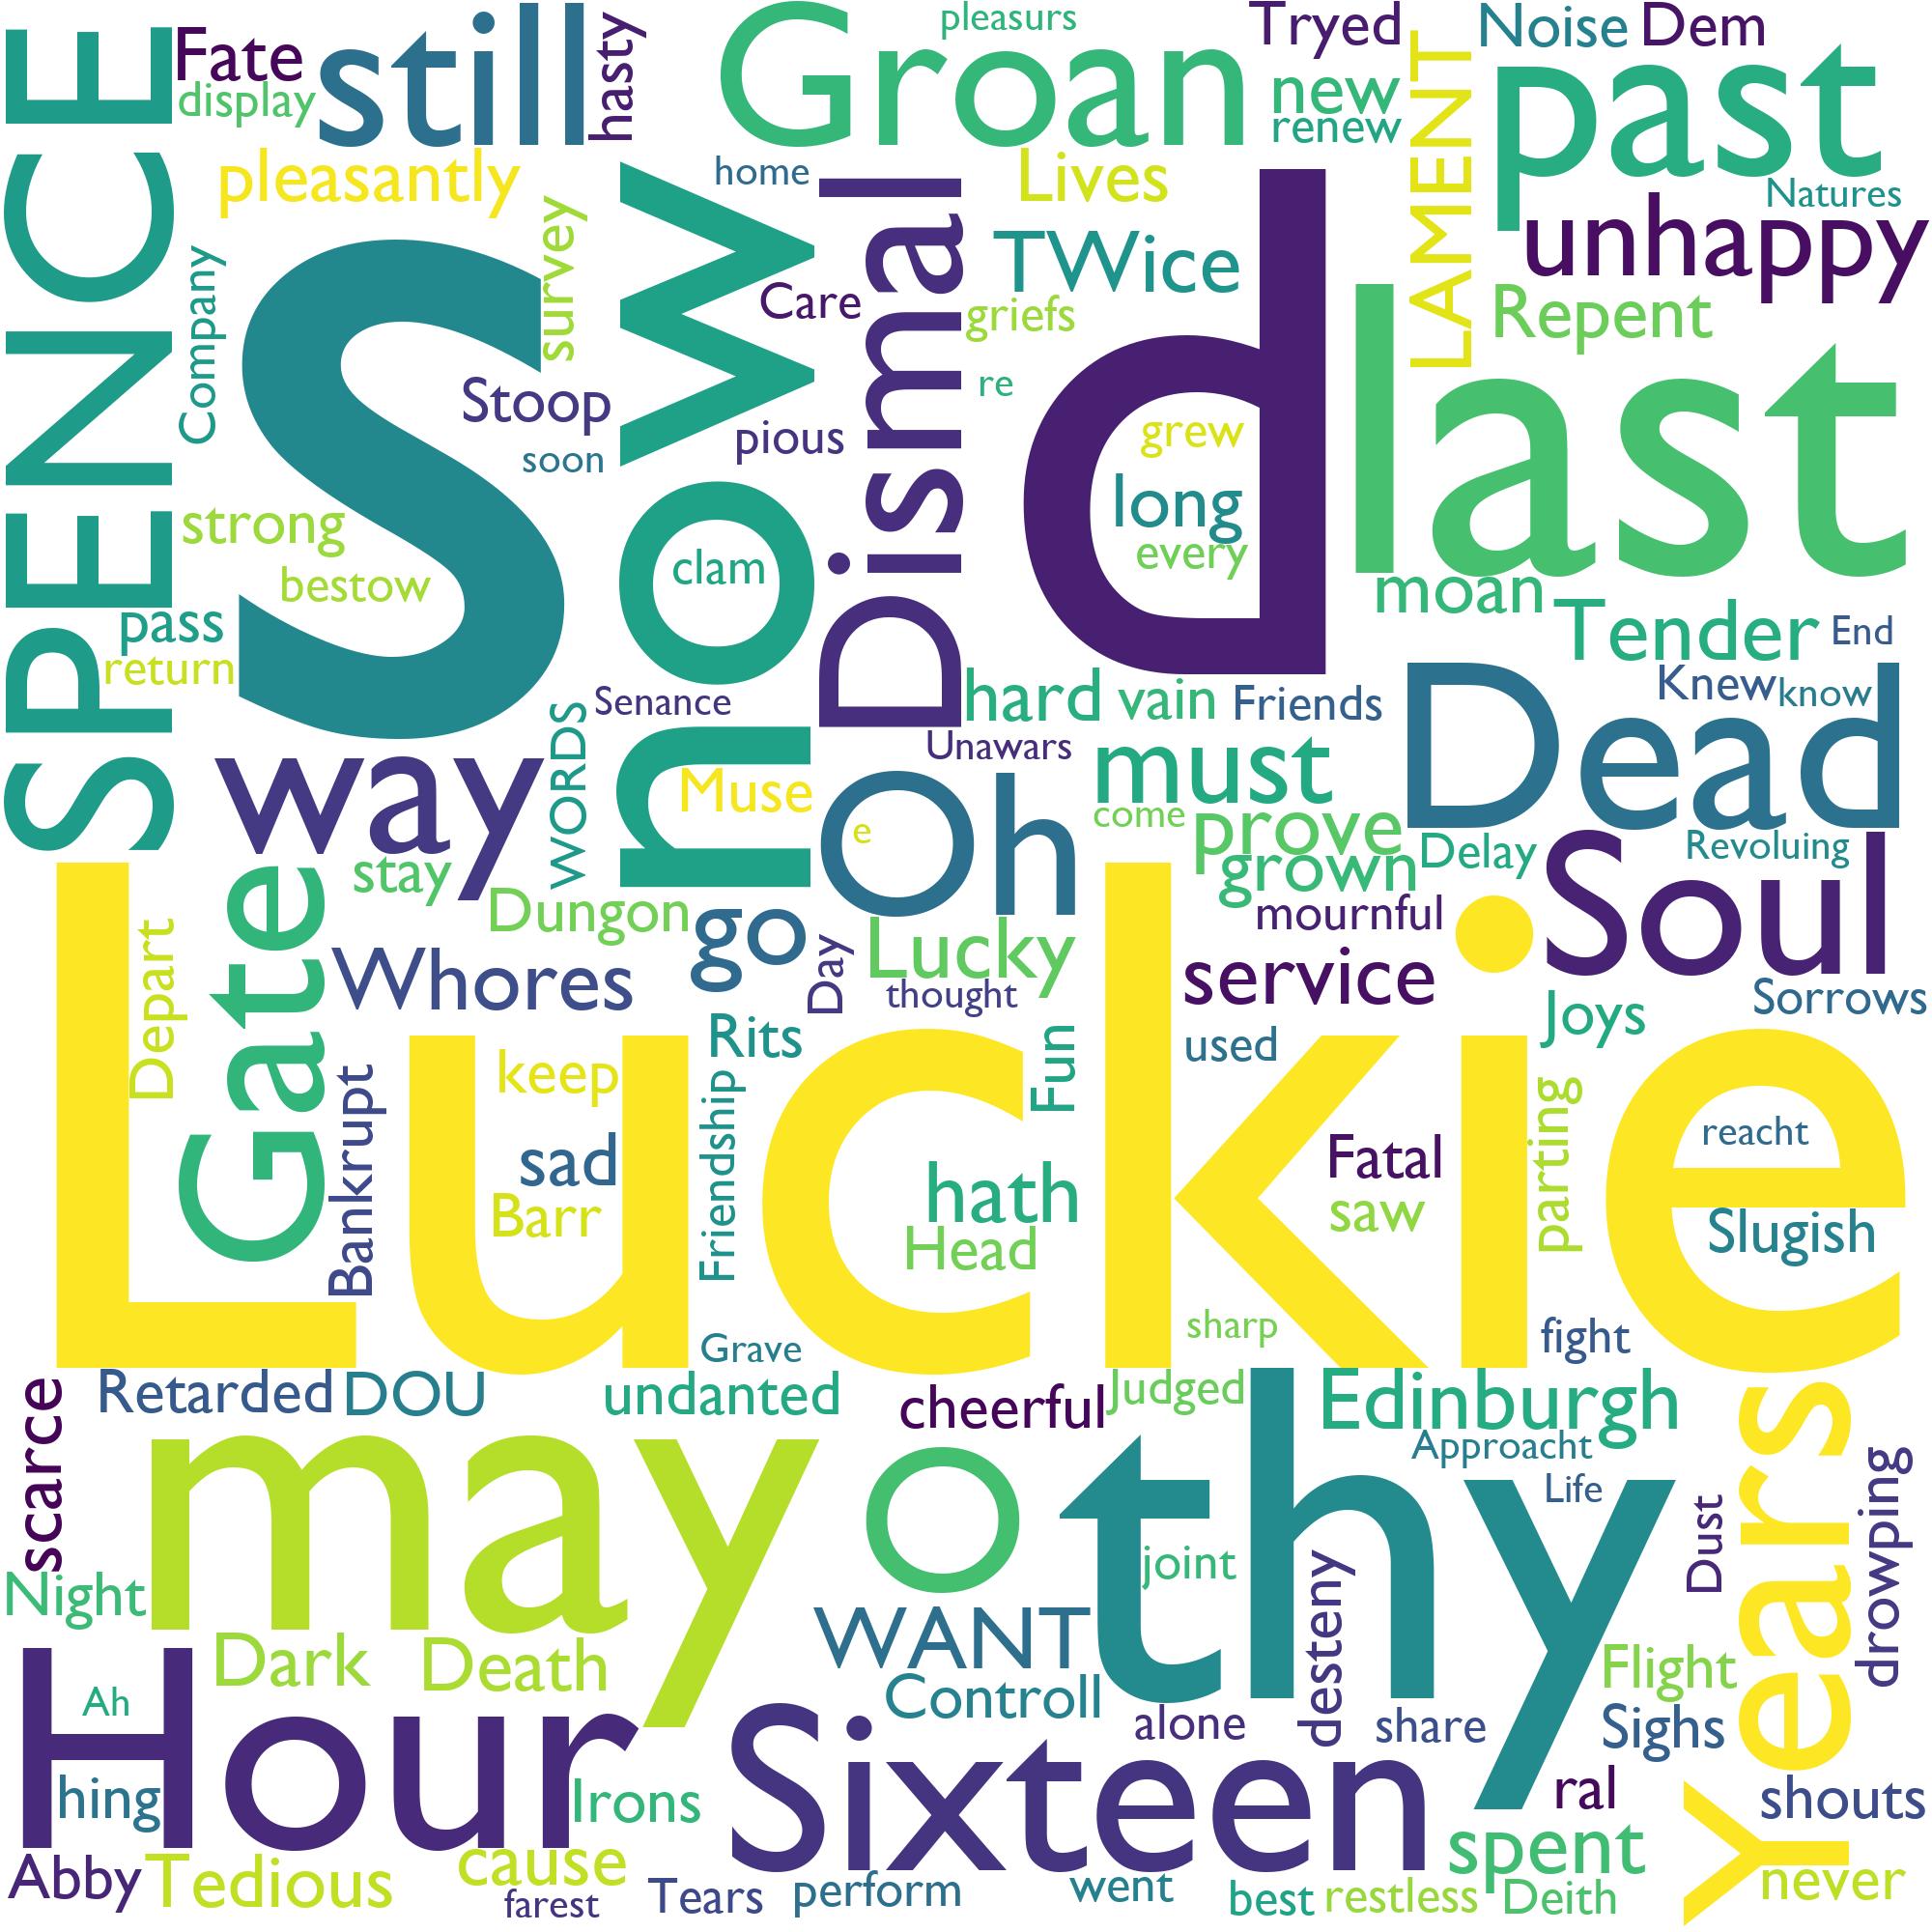 SPENCE
Fate
display
still
hasty
pleasurs
Groan
Tryed
new
renew
LAMENT
Noise
Dem
past
Natures
unhappy
pleasantly
Company
survey
home
Care
Dismal
Lives
TWice
griefs
re
Repent
S
Stoop
soon
now
pious
clam
d
grew
long
every
last
strong
bestow
pass
return
moan
Tender
End
Senance
hard
vain
Friends
Knew
know
Dead
way
WORDS
Muse
Unawars
Oh
e
must
come
prove
grown
Delay
Revoluing
stay
Dungon
go
Day
Lucky
thought
mournful
service
Soul
Sorrows
Joys
Gate
Depart
Whores
Bankrupt
keep
Rits
Friendship
Fun
used
Luckie
sad
Barr
hath
Head
Fatal
saw
parting
reacht
Slugish
sharp
fight
Grave
scarce
Retarded
DOU
undanted
cheerful
Judged
Edinburgh
Approacht
Life
Years
drowping
Dust
may
o
thy
joint
desteny
Night
Dark
Death
WANT
Controll
alone
share
Flight
Sighs
Ah
Hour
hing
Irons
Sixteen
ral
shouts
spent
Abby
Tedious
cause
farest
Tears
perform
went
best
restless
Deith
never